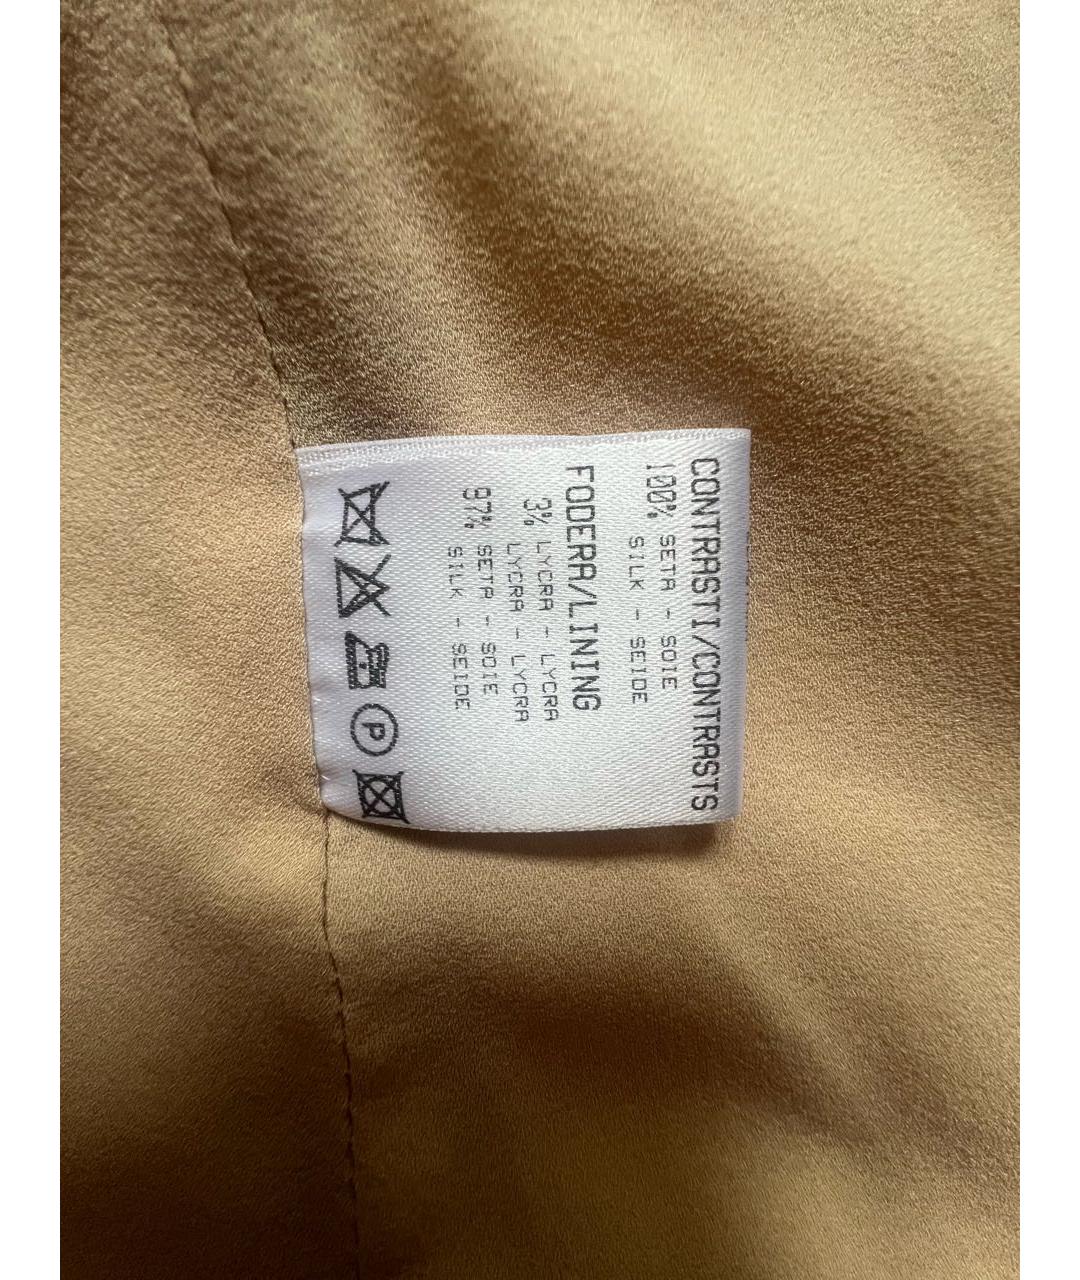 CONTRASTI/CONTRASTS
100% SETA - SOIE
SILK - SEIDE
FODERA/LINING
3% LYCRA - LYCRA
LYCRA - LYCRA
97% SETA - SOIE
SILK - SEIDE
P